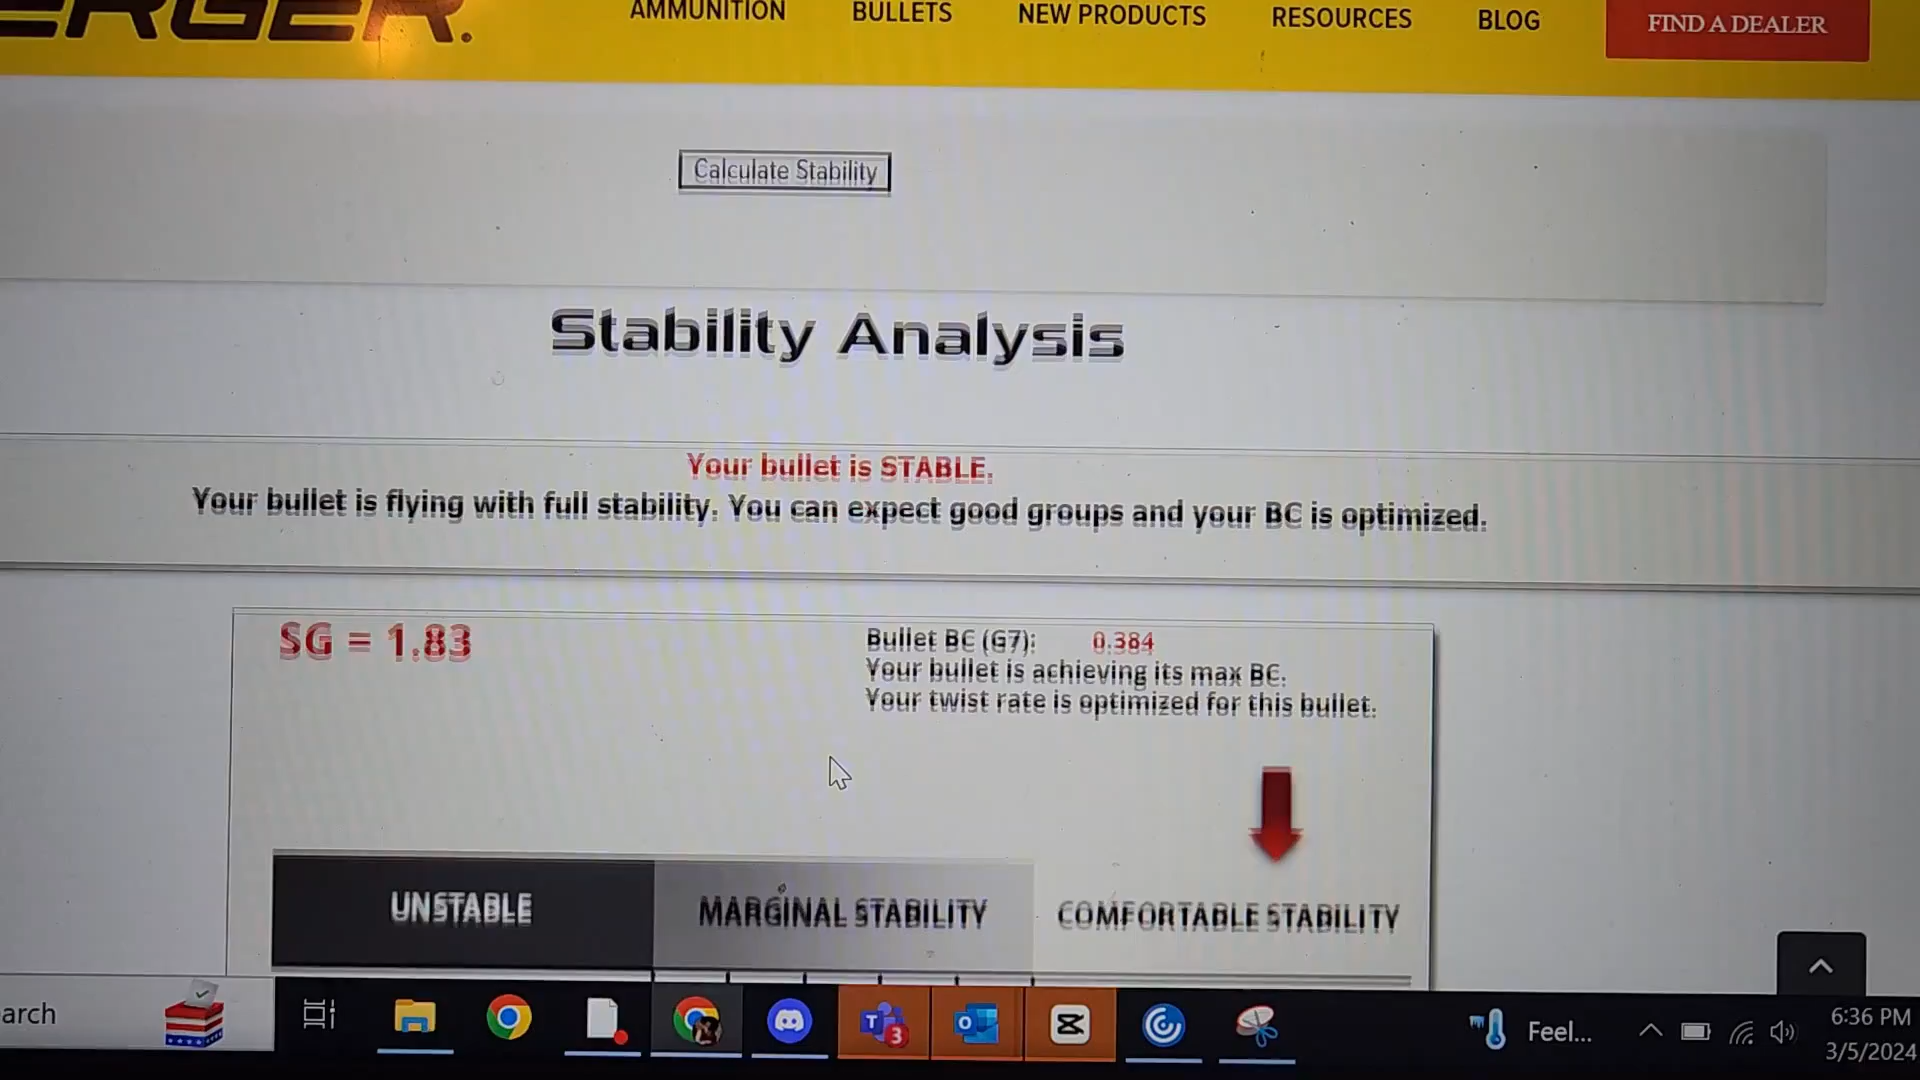 ERGER.
AMMUNITION BULLETS NEW PRODUCTS RESOURCES BLOG FIND A DEALER
Calculate Stability
Stability Analysis
Your bullet is STABLE.
Your bullet is flying with full stability. You can expect good groups and your BC is optimized.
SG = 1.83
Bullet BC (G7): 0.384
Your bullet is achieving its max BC.
Your twist rate is optimized for this bullet.
UNSTABLE MARGINAL STABILITY COMFORTABLE STABILITY
arch
3
Feel...
6:36 PM
3/5/2024